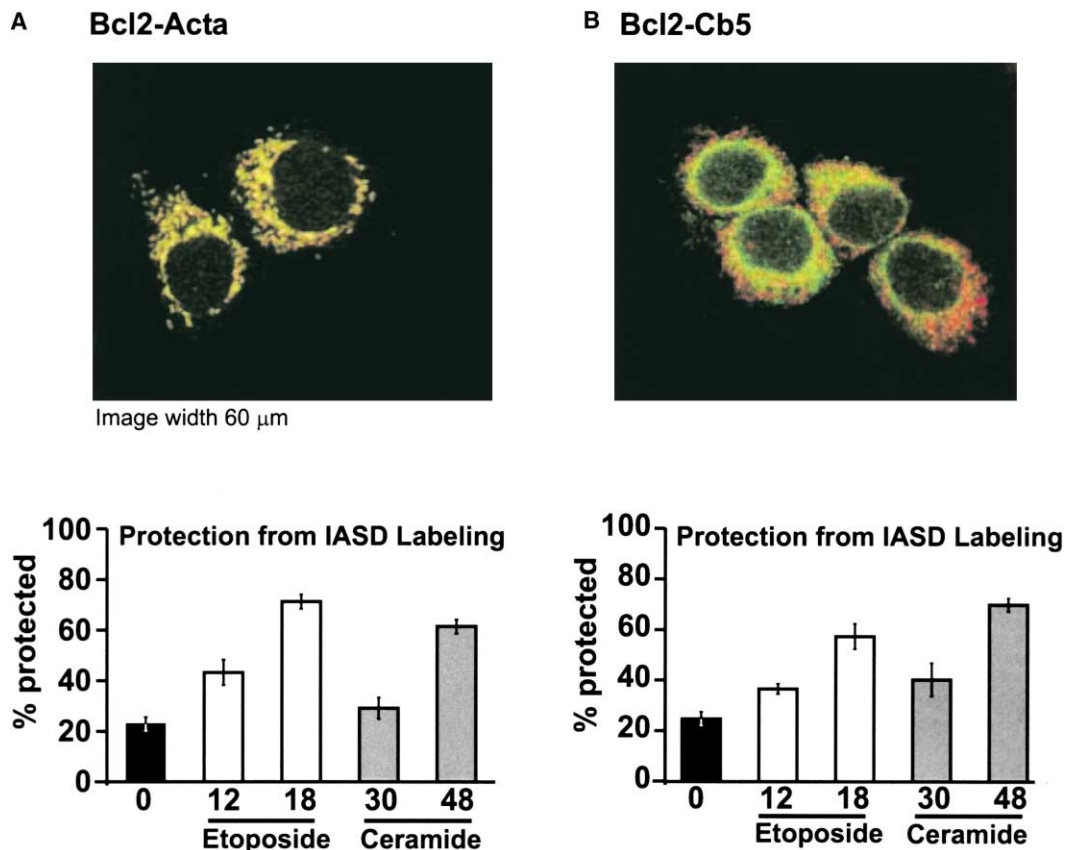 A Bcl2-Acta
B Bcl2-Cb5
Image width 60 μm
Protection from IASD Labeling
% protected
100
80
60
40
20
0
0 12 18 30 48
Etoposide Ceramide
Protection from IASD Labeling
% protected
100
80
60
40
20
0
0 12 18 30 48
Etoposide Ceramide